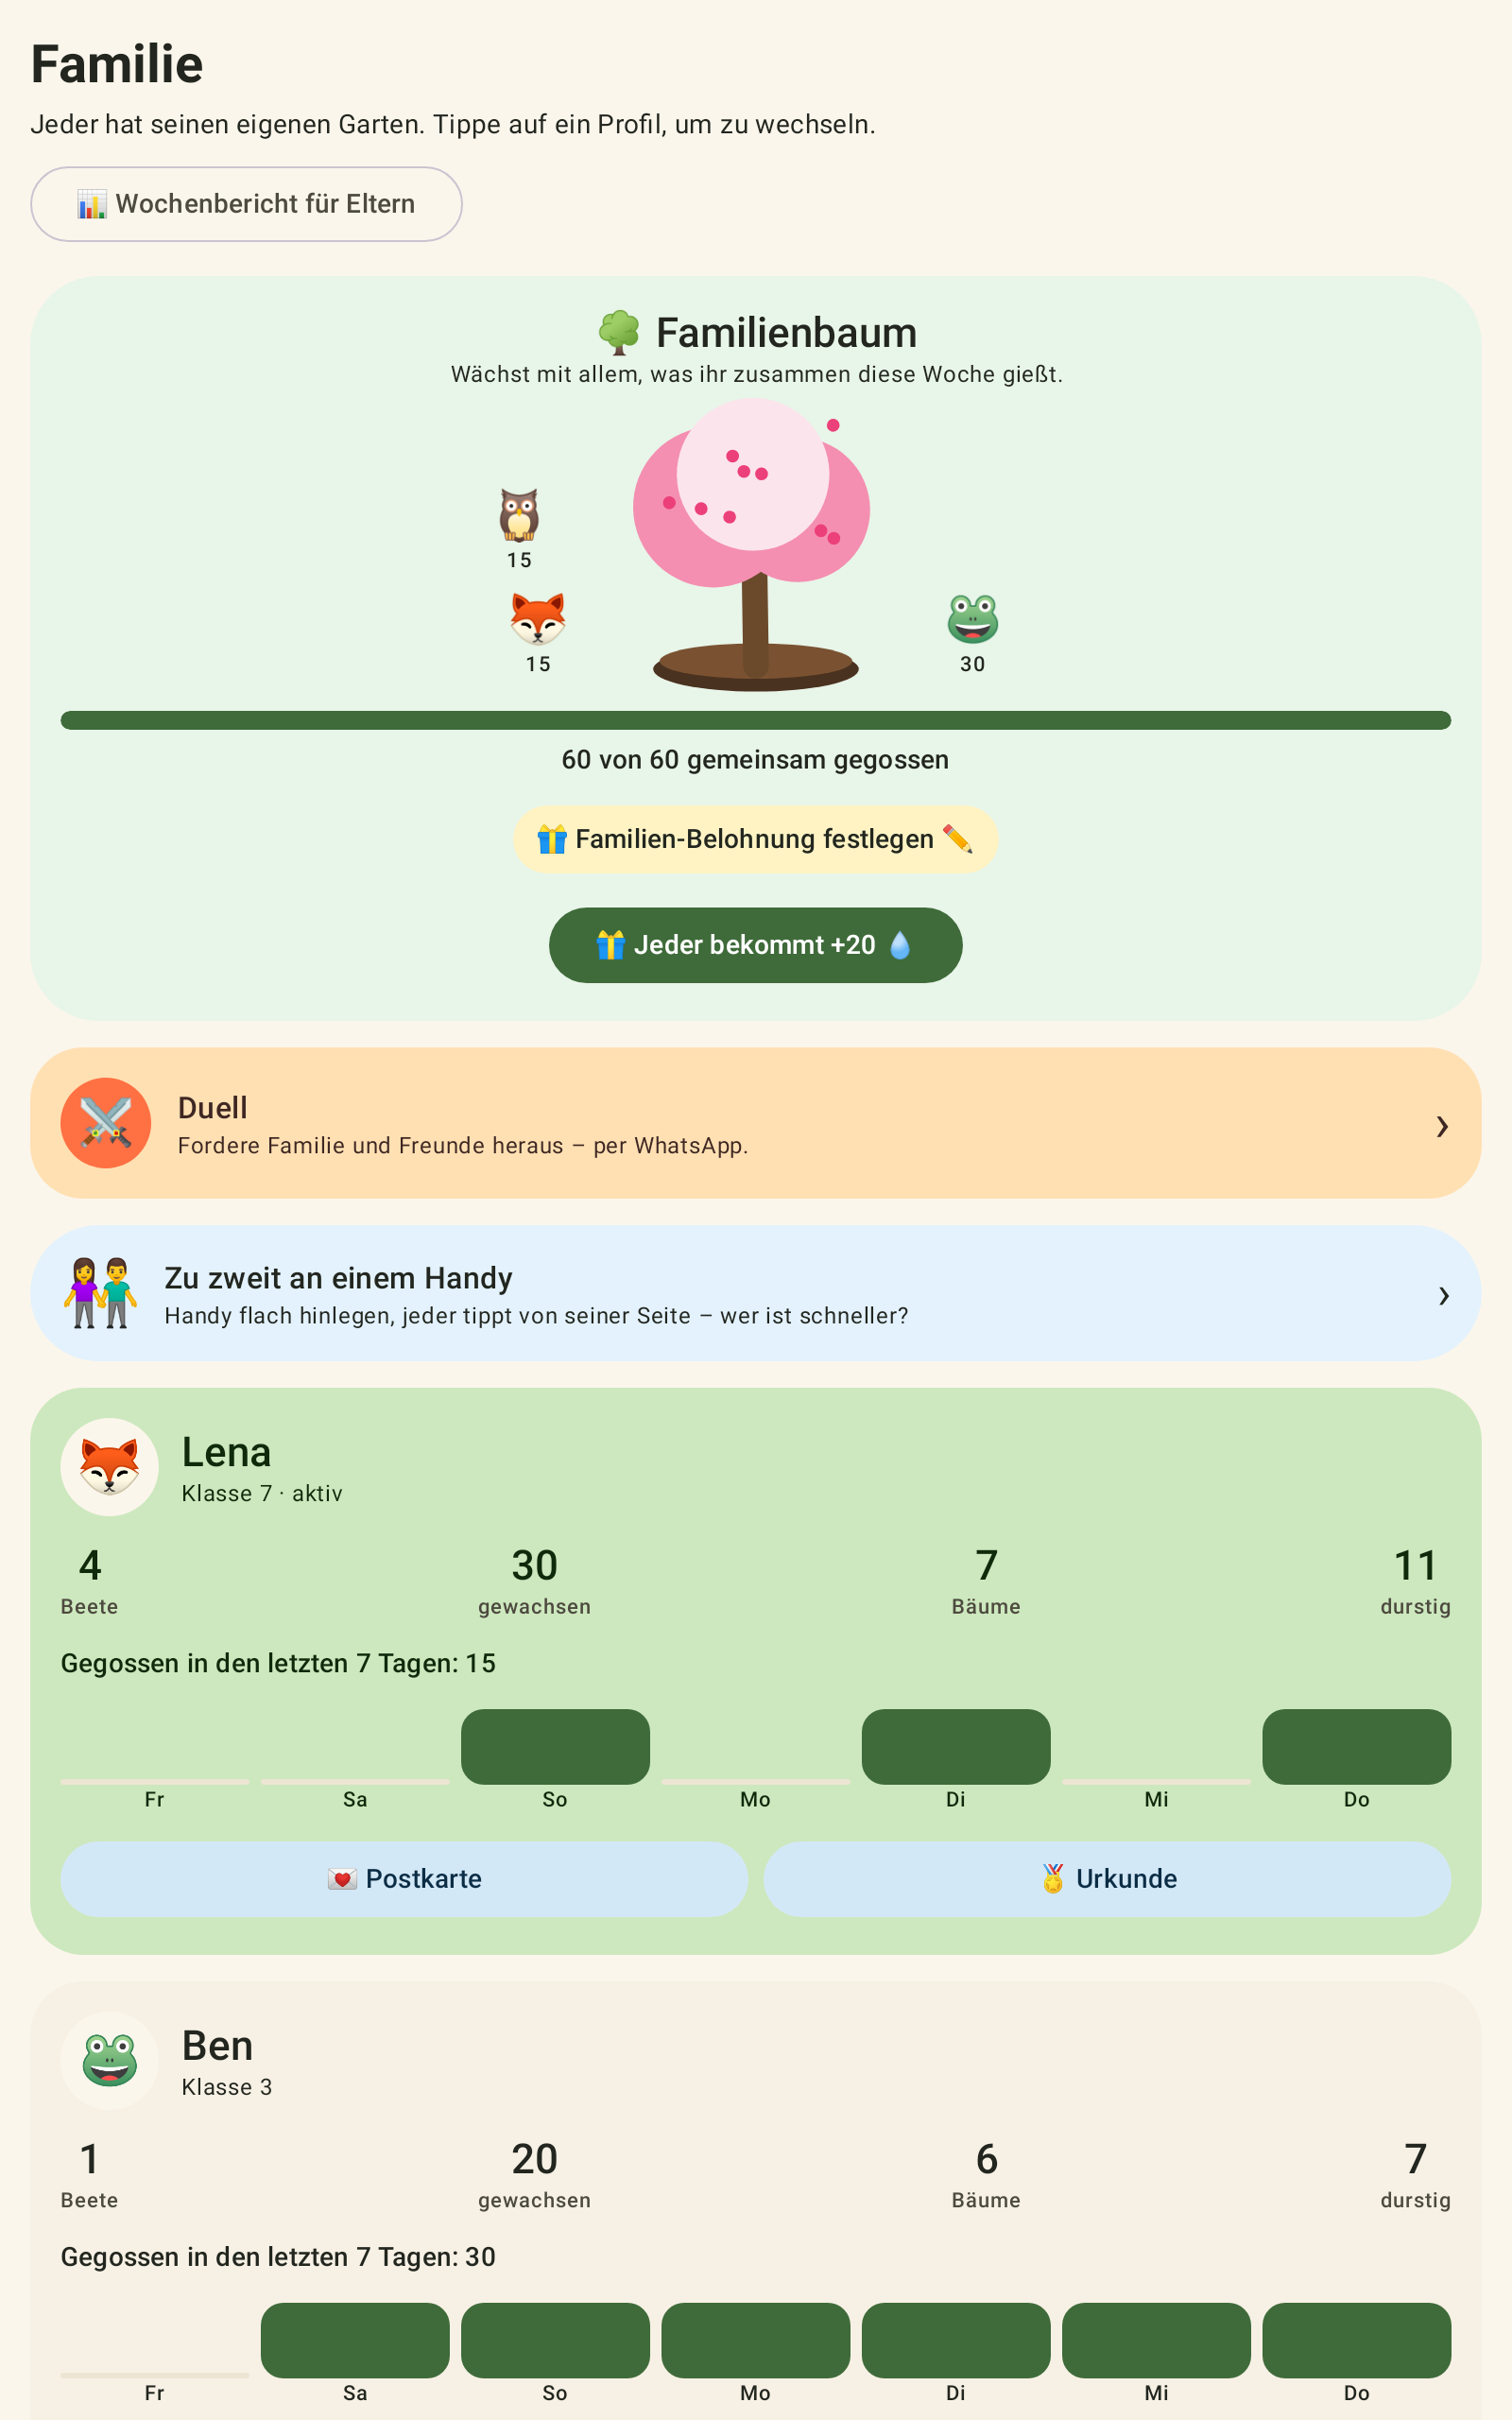 Familie
Jeder hat seinen eigenen Garten. Tippe auf ein Profil, um zu wechseln.
📊 Wochenbericht für Eltern
🌳 Familienbaum
Wächst mit allem, was ihr zusammen diese Woche gießt.
15
15
30
60 von 60 gemeinsam gegossen
🎁 Familien-Belohnung festlegen ✏️
🎁 Jeder bekommt +20 💧
Duell
Fordere Familie und Freunde heraus – per WhatsApp.
›
Zu zweit an einem Handy
Handy flach hinlegen, jeder tippt von seiner Seite – wer ist schneller?
›
Lena
Klasse 7 · aktiv
4 30 7 11
Beete gewachsen Bäume durstig
Gegossen in den letzten 7 Tagen: 15
Fr Sa So Mo Di Mi Do
💌 Postkarte 🏅 Urkunde
Ben
Klasse 3
1 20 6 7
Beete gewachsen Bäume durstig
Gegossen in den letzten 7 Tagen: 30
Fr Sa So Mo Di Mi Do